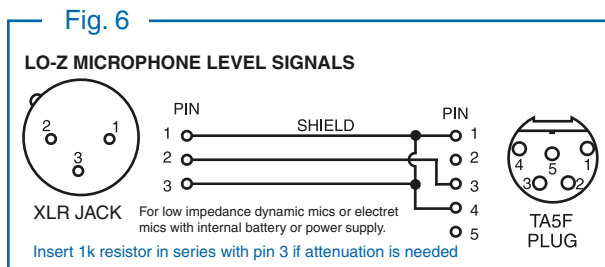 Fig. 6
LO-Z MICROPHONE LEVEL SIGNALS
PIN
SHIELD
PIN
1
2
3
1
2
3
4
5
2
1
3
4
5
1
3
2
XLR JACK
For low impedance dynamic mics or electret
mics with internal battery or power supply.
TA5F
PLUG
Insert 1k resistor in series with pin 3 if attenuation is needed